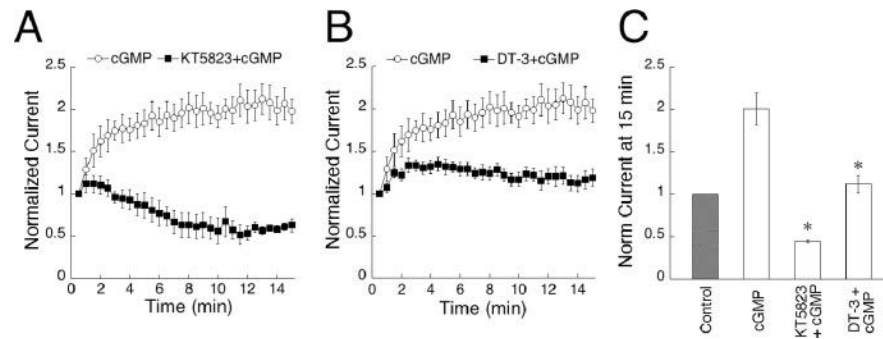 A
B
C
cGMP
KT5823+cGMP
cGMP
DT-3+cGMP
Normalized Current
2.5
2
1.5
1
0.5
0
0 2 4 6 8 10 12 14
Time (min)
Normalized Current
2.5
2
1.5
1
0.5
0
0 2 4 6 8 10 12 14
Time (min)
Norm Current at 15 min
2.5
2
1.5
1
0.5
0
*
*
Control
cGMP
KT5823
+ cGMP
DT-3 +
cGMP